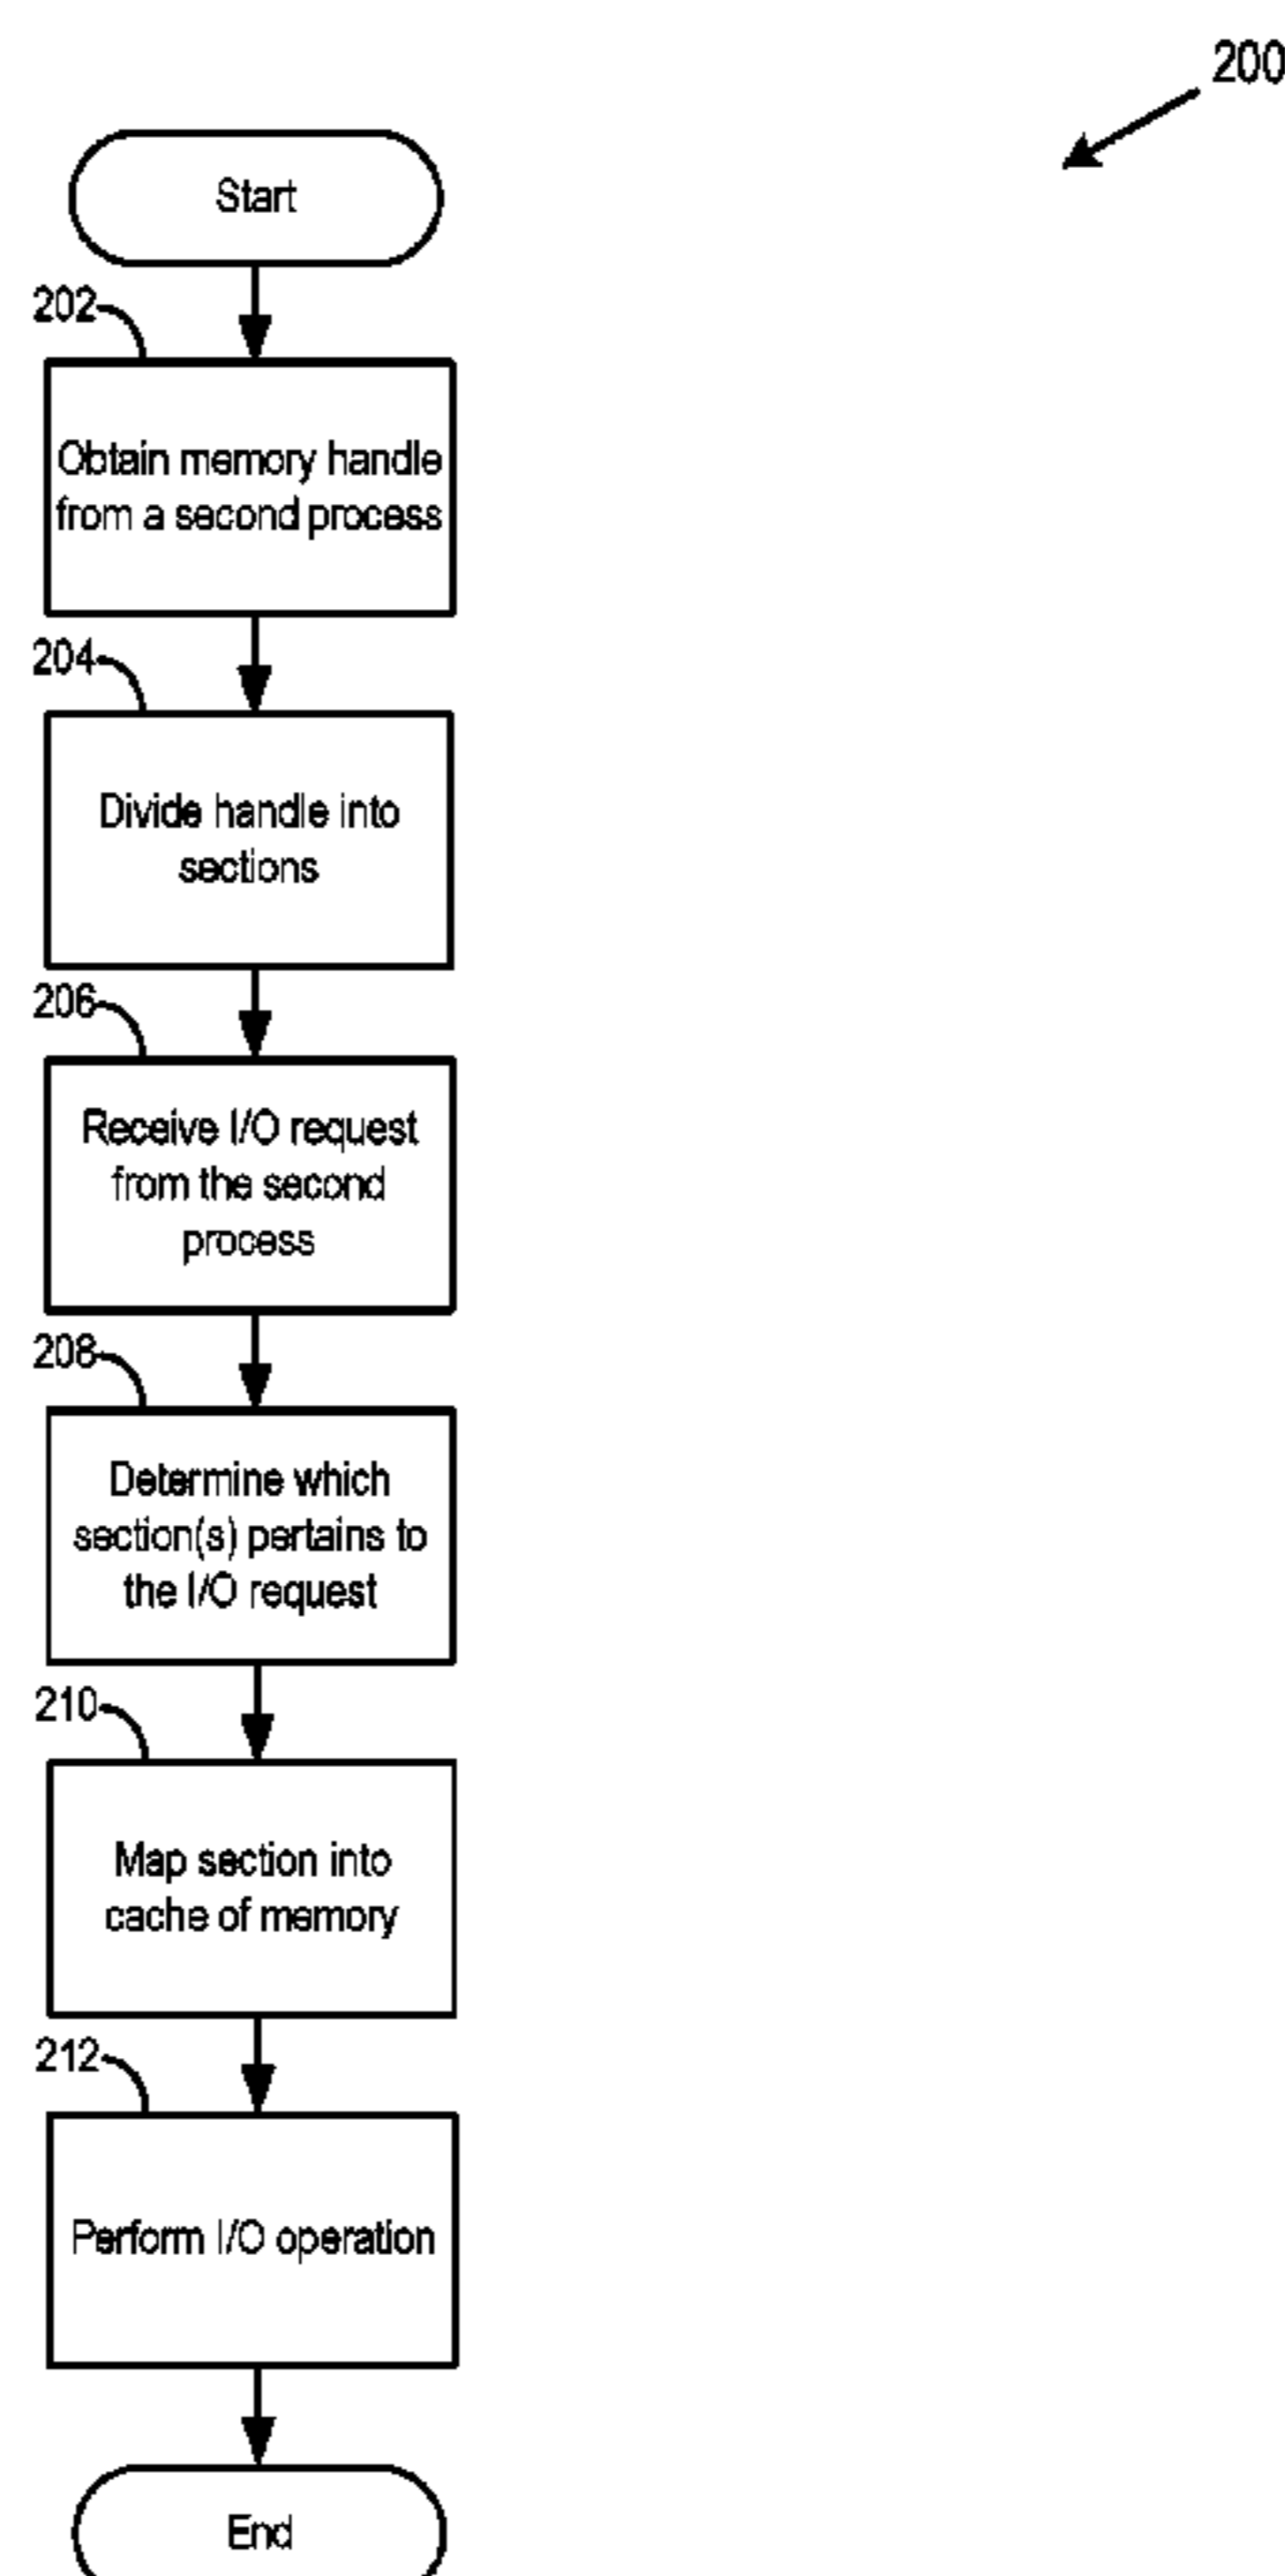 200
Start
202
Obtain memory handle
from a second process
204
Divide handle into
sections
206
Receive I/O request
from the second
process
208
Determine which
section(s) pertains to
the I/O request
210
Map section into
cache of memory
212
Perform I/O operation
End